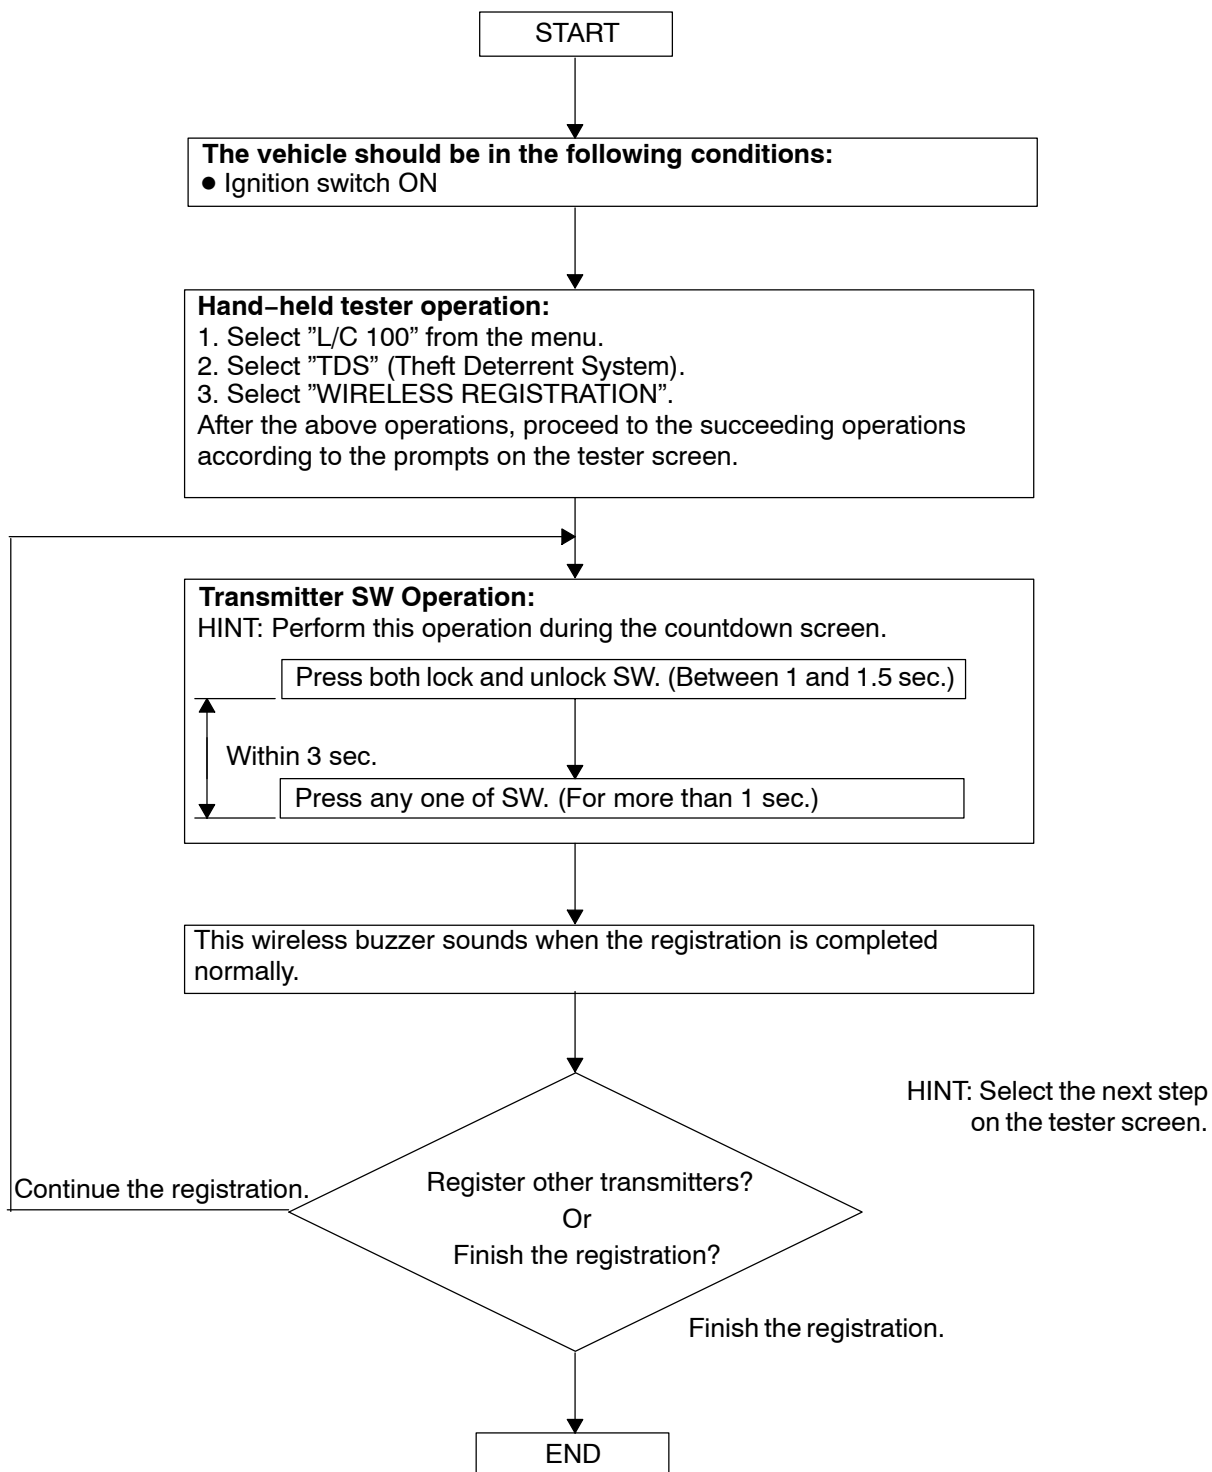 START
The vehicle should be in the following conditions:
● Ignition switch ON
Hand−held tester operation:
1. Select ”L/C 100” from the menu.
2. Select ”TDS” (Theft Deterrent System).
3. Select ”WIRELESS REGISTRATION”.
After the above operations, proceed to the succeeding operations
according to the prompts on the tester screen.
Transmitter SW Operation:
HINT: Perform this operation during the countdown screen.
Press both lock and unlock SW. (Between 1 and 1.5 sec.)
Within 3 sec.
Press any one of SW. (For more than 1 sec.)
This wireless buzzer sounds when the registration is completed
normally.
HINT: Select the next step
on the tester screen.
Continue the registration.
Register other transmitters?
Or
Finish the registration?
Finish the registration.
END